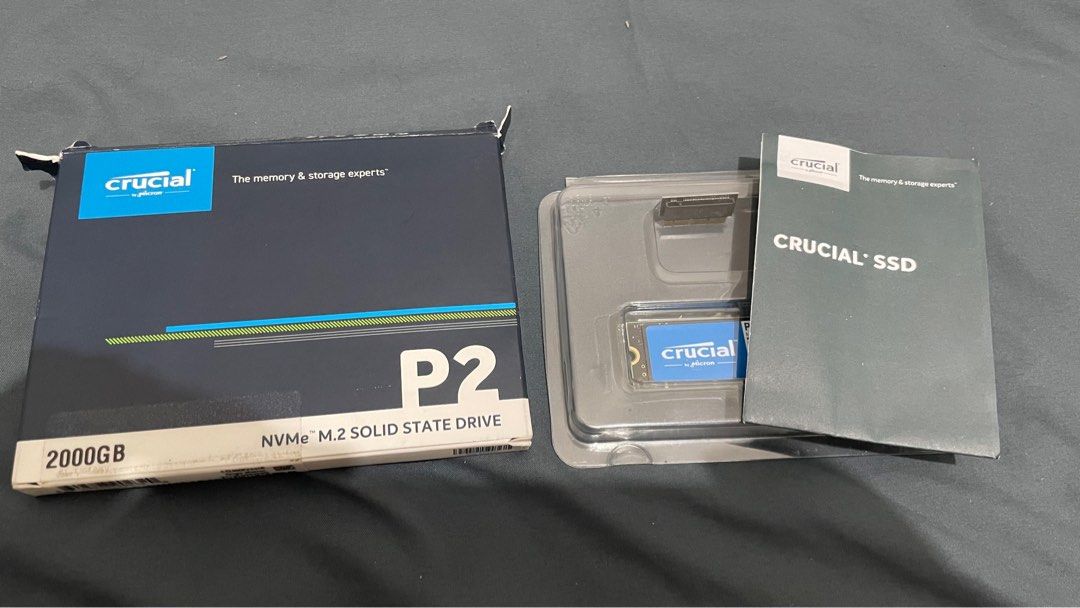 crucial
by Micron
The memory & storage experts™
P2
NVMe™ M.2 SOLID STATE DRIVE
2000GB
crucial
by Micron
crucial
The memory & storage experts™
CRUCIAL® SSD